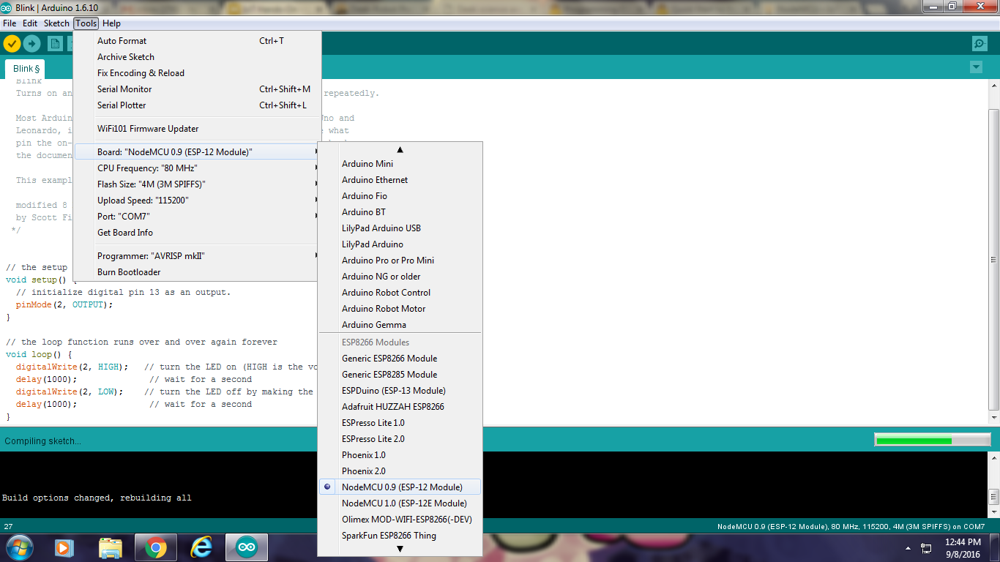 Blink | Arduino 1.6.10
File Edit Sketch Tools Help
Blink §
Auto Format Ctrl+T
Archive Sketch
Fix Encoding & Reload
Serial Monitor Ctrl+Shift+M
Serial Plotter Ctrl+Shift+L
WiFi101 Firmware Updater
Board: "NodeMCU 0.9 (ESP-12 Module)"
CPU Frequency: "80 MHz"
Flash Size: "4M (3M SPIFFS)"
Upload Speed: "115200"
Port: "COM7"
Get Board Info
Programmer: "AVRISP mkII"
Burn Bootloader
Arduino Mini
Arduino Ethernet
Arduino Fio
Arduino BT
LilyPad Arduino USB
LilyPad Arduino
Arduino Pro or Pro Mini
Arduino NG or older
Arduino Robot Control
Arduino Robot Motor
Arduino Gemma
ESP8266 Modules
Generic ESP8266 Module
Generic ESP8285 Module
ESPDuino (ESP-13 Module)
Adafruit HUZZAH ESP8266
ESPresso Lite 1.0
ESPresso Lite 2.0
Phoenix 1.0
Phoenix 2.0
NodeMCU 0.9 (ESP-12 Module)
NodeMCU 1.0 (ESP-12E Module)
Olimex MOD-WIFI-ESP8266(-DEV)
SparkFun ESP8266 Thing
Blink
Turns on an repeatedly.
Most Arduin Uno and
Leonardo, i what
pin the on-
the documen
This exampl
modified 8
by Scott Fi
*/
// the setup
void setup() {
// initialize digital pin 13 as an output.
pinMode(2, OUTPUT);
}
// the loop function runs over and over again forever
void loop() {
digitalWrite(2, HIGH); // turn the LED on (HIGH is the vo
delay(1000); // wait for a second
digitalWrite(2, LOW); // turn the LED off by making the
delay(1000); // wait for a second
}
Compiling sketch...
Build options changed, rebuilding all
27 NodeMCU 0.9 (ESP-12 Module), 80 MHz, 115200, 4M (3M SPIFFS) on COM7
12:44 PM
9/8/2016